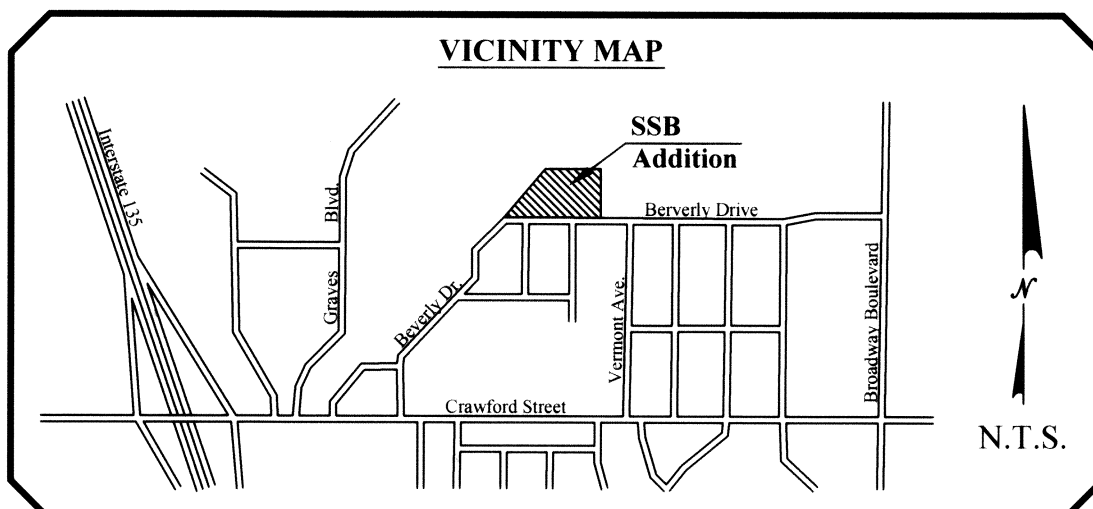 VICINITY MAP
SSB
Addition
Interstate 135
Blvd.
Graves
Berverly Drive
Beverly Dr.
Vermont Ave.
Broadway Boulevard
Crawford Street
N
N.T.S.